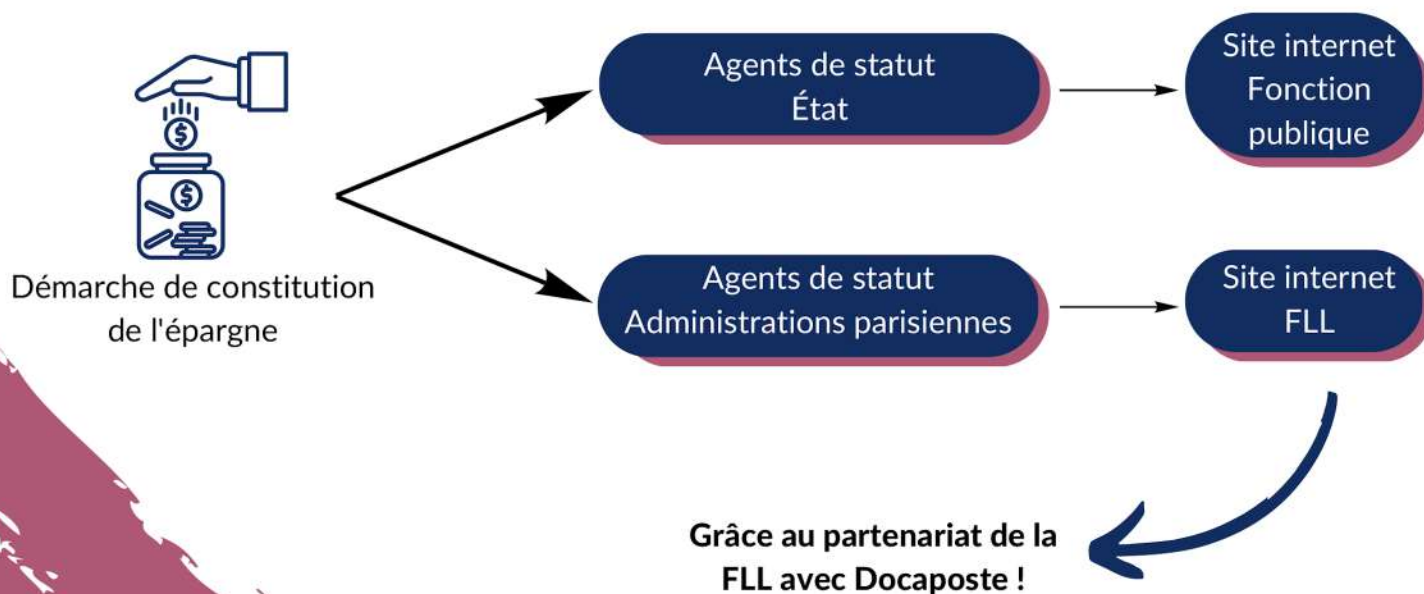 Démarche de constitution
de l'épargne
Agents de statut
État
Site internet
Fonction
publique
Agents de statut
Administrations parisiennes
Site internet
FLL
Grâce au partenariat de la
FLL avec Docaposte !